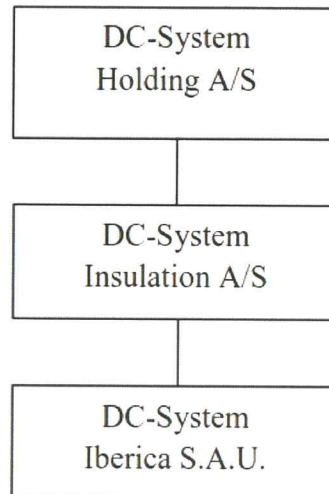 DC-System
Holding A/S
DC-System
Insulation A/S
DC-System
Iberica S.A.U.